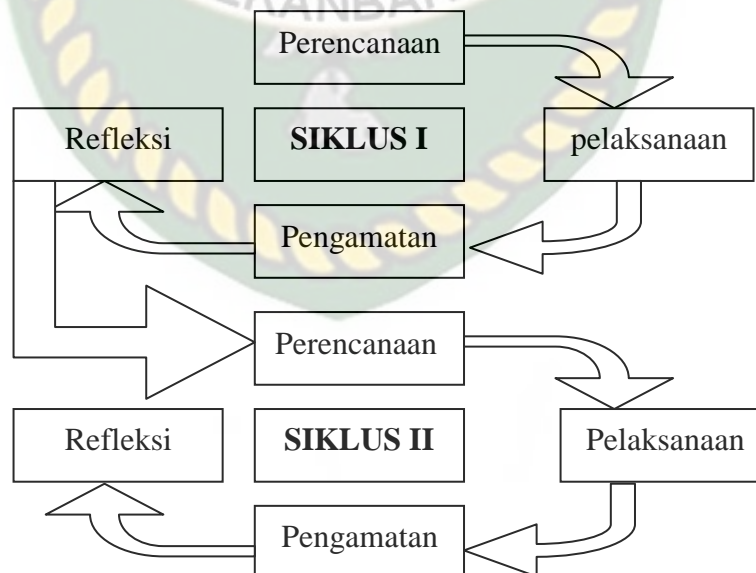 Perencanaan
Refleksi
SIKLUS I
pelaksanaan
Pengamatan
Perencanaan
Refleksi
SIKLUS II
Pelaksanaan
Pengamatan